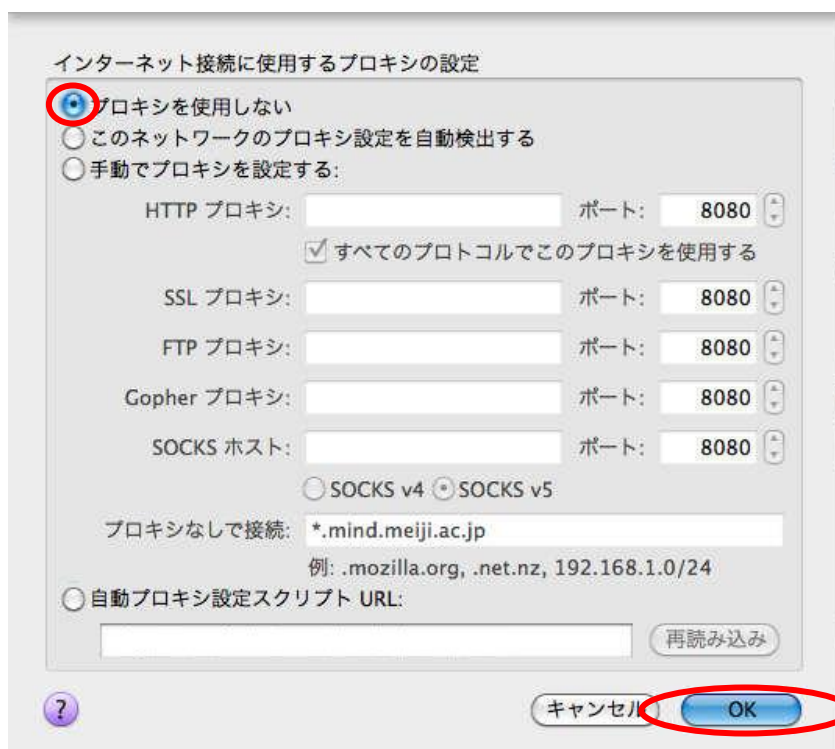 インターネット接続に使用するプロキシの設定
プロキシを使用しない
このネットワークのプロキシ設定を自動検出する
手動でプロキシを設定する:
HTTP プロキシ: ポート: 8080
すべてのプロトコルでこのプロキシを使用する
SSL プロキシ: ポート: 8080
FTP プロキシ: ポート: 8080
Gopher プロキシ: ポート: 8080
SOCKS ホスト: ポート: 8080
SOCKS v4 SOCKS v5
プロキシなしで接続: *.mind.meiji.ac.jp
例: .mozilla.org, .net.nz, 192.168.1.0/24
自動プロキシ設定スクリプト URL:
再読み込み
? キャンセル OK